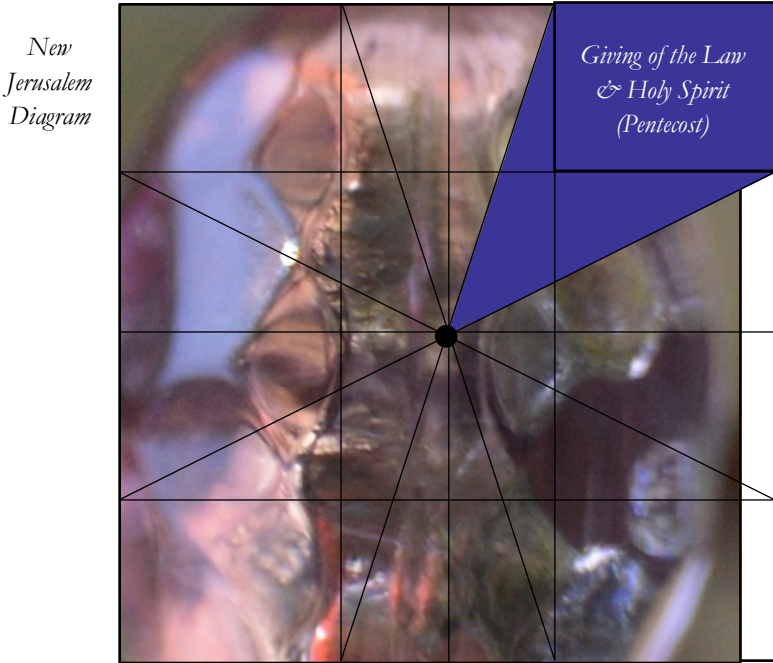 New
Jerusalem
Diagram
Giving of the Law
& Holy Spirit
(Pentecost)